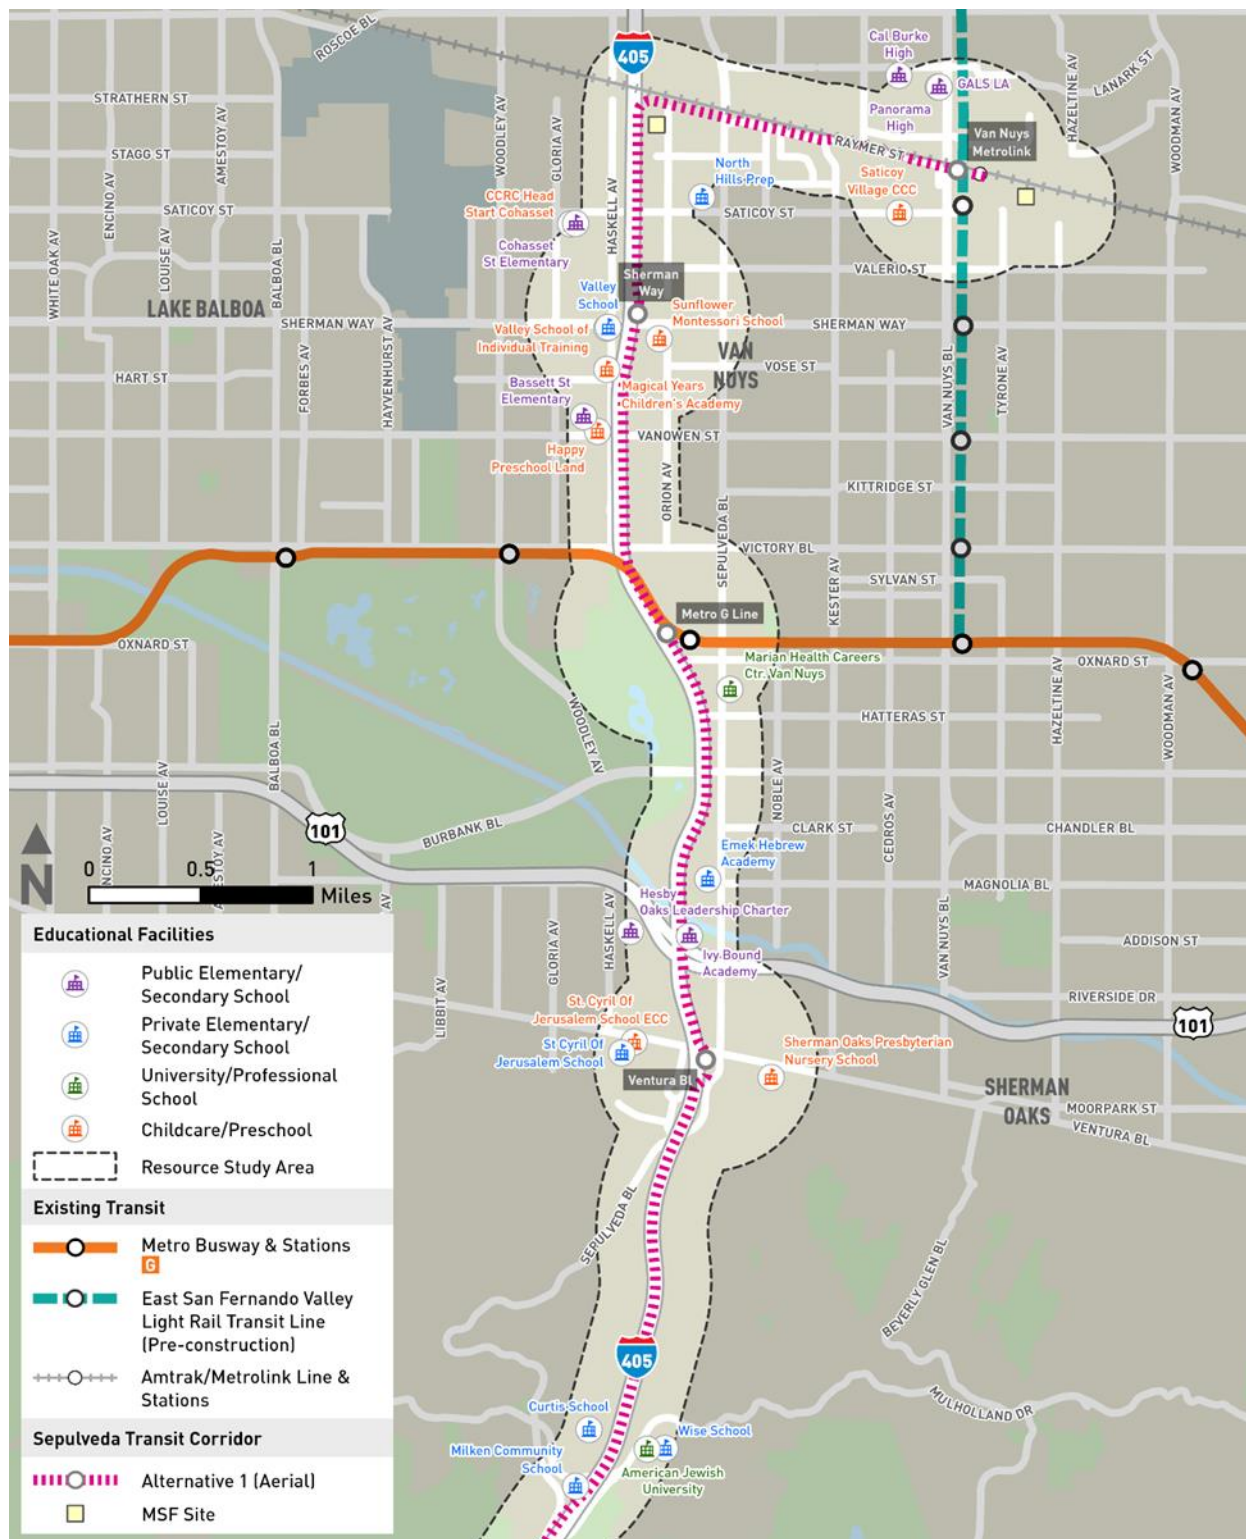 ROSCOE BL
405
Cal Burke
High
GALS LA
Panorama
High
HAZELTINE AV
LANARK ST
WOODMAN AV
STRATHERN ST
STAGG ST
AMESTOY AV
WOODLEY AV
GLORIA AV
RAYMER ST
Van Nuys
Metrolink
ENCINO AV
SATICOY ST
CCRC Head
Start Cohasset
HASKELL AV
North
Hills Prep
SATICOY ST
Saticoy
Village CCC
WHITE OAK AV
LOUISE AV
BALBOA BL
Cohasset
St Elementary
VALERIO ST
LAKE BALBOA
SHERMAN WAY
Valley
School
Sherman
Way
Sunflower
Montessori School
SHERMAN WAY
HAYVENHURST AV
Valley School of
Individual Training
VAN
NUYS
VOSE ST
HART ST
FORBES AV
Bassett St
Elementary
Magical Years
Children's Academy
VAN NUYS BL
TYRONE AV
VANOWEN ST
Happy
Preschool Land
ORION AV
KITTRIDGE ST
SEPULVEDA BL
VICTORY BL
KESTER AV
SYLVAN ST
Metro G Line
OXNARD ST
Marian Health Careers
Ctr. Van Nuys
OXNARD ST
HATTERAS ST
WOODLEY AV
HAZELTINE AV
WOODMAN AV
BALBOA BL
LOUISE AV
NOBLE AV
101
BURBANK BL
CLARK ST
CEDROS AV
CHANDLER BL
Emek Hebrew
Academy
MAGNOLIA BL
N
0
0.5
1
Miles
NCINO AV
ESTOY AV
AV
Hesby
Oaks Leadership Charter
HASKELL AV
GLORIA AV
LIBBIT AV
VAN NUYS BL
ADDISON ST
Ivy Bound
Academy
RIVERSIDE DR
101
St. Cyril Of
Jerusalem School ECC
St Cyril Of
Jerusalem School
Ventura Bl
Sherman Oaks Presbyterian
Nursery School
SHERMAN
OAKS
MOORPARK ST
VENTURA BL
SEPULVEDA BL
BEVERLY GLEN BL
405
MULHOLLAND DR
Curtis School
Wise School
Milken Community
School
American Jewish
University
Educational Facilities
Public Elementary/
Secondary School
Private Elementary/
Secondary School
University/Professional
School
Childcare/Preschool
Resource Study Area
Existing Transit
Metro Busway & Stations
G
East San Fernando Valley
Light Rail Transit Line
(Pre-construction)
Amtrak/Metrolink Line &
Stations
Sepulveda Transit Corridor
Alternative 1 (Aerial)
MSF Site